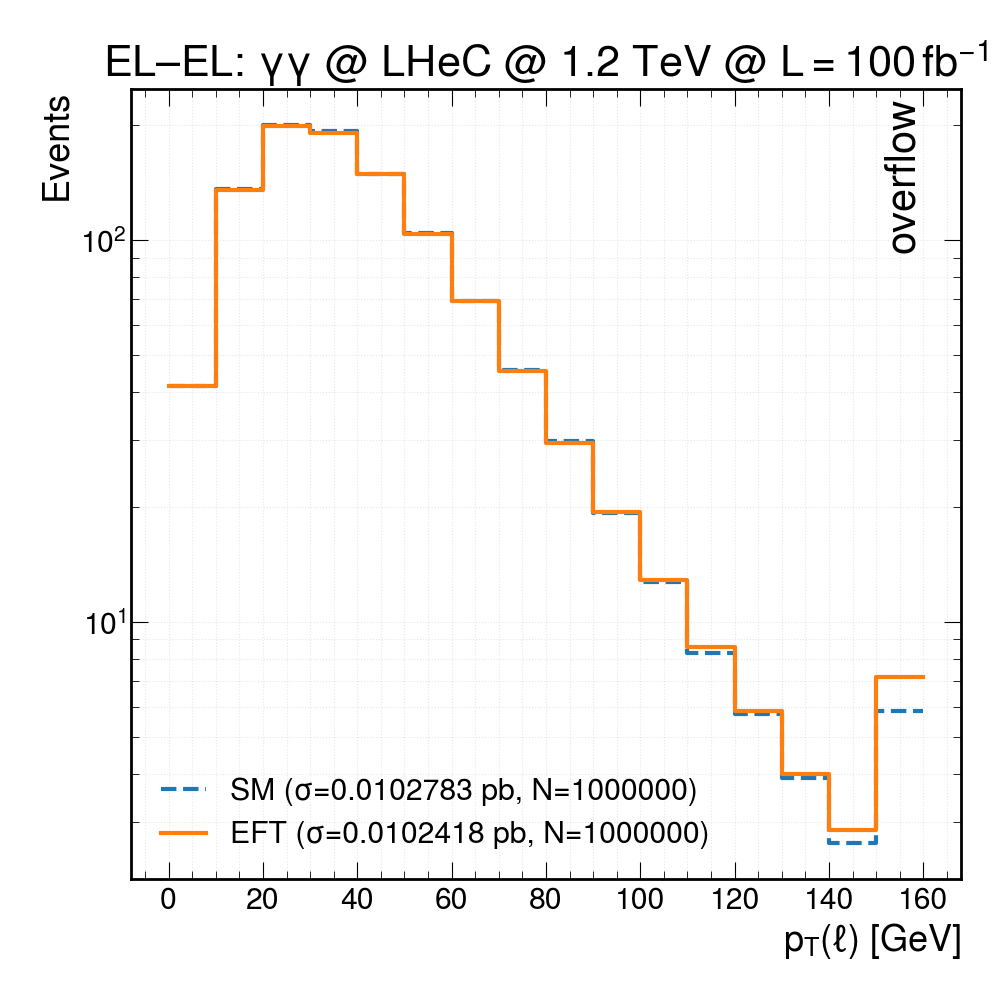 EL–EL: γγ @ LHeC @ 1.2 TeV @ L = 100 fb⁻¹
Events
overflow
10²
10¹
SM (σ=0.0102783 pb, N=1000000)
EFT (σ=0.0102418 pb, N=1000000)
0 20 40 60 80 100 120 140 160
p_T(ℓ) [GeV]